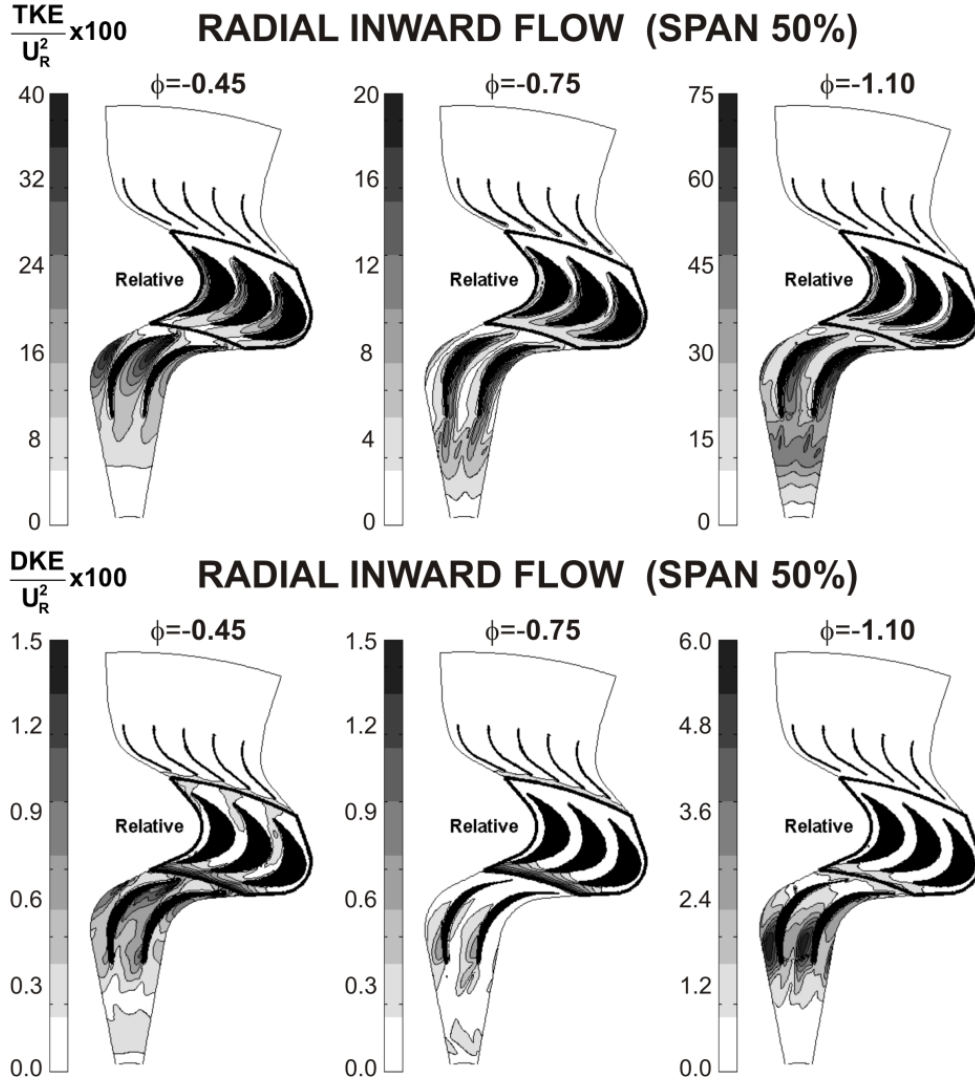 TKE
U²R x100
RADIAL INWARD FLOW (SPAN 50%)
ϕ=-0.45
ϕ=-0.75
ϕ=-1.10
40
32
24
16
8
0
Relative
20
16
12
8
4
0
Relative
75
60
45
30
15
0
Relative
DKE
U²R x100
RADIAL INWARD FLOW (SPAN 50%)
ϕ=-0.45
ϕ=-0.75
ϕ=-1.10
1.5
1.2
0.9
0.6
0.3
0.0
Relative
1.5
1.2
0.9
0.6
0.3
0.0
Relative
6.0
4.8
3.6
2.4
1.2
0.0
Relative